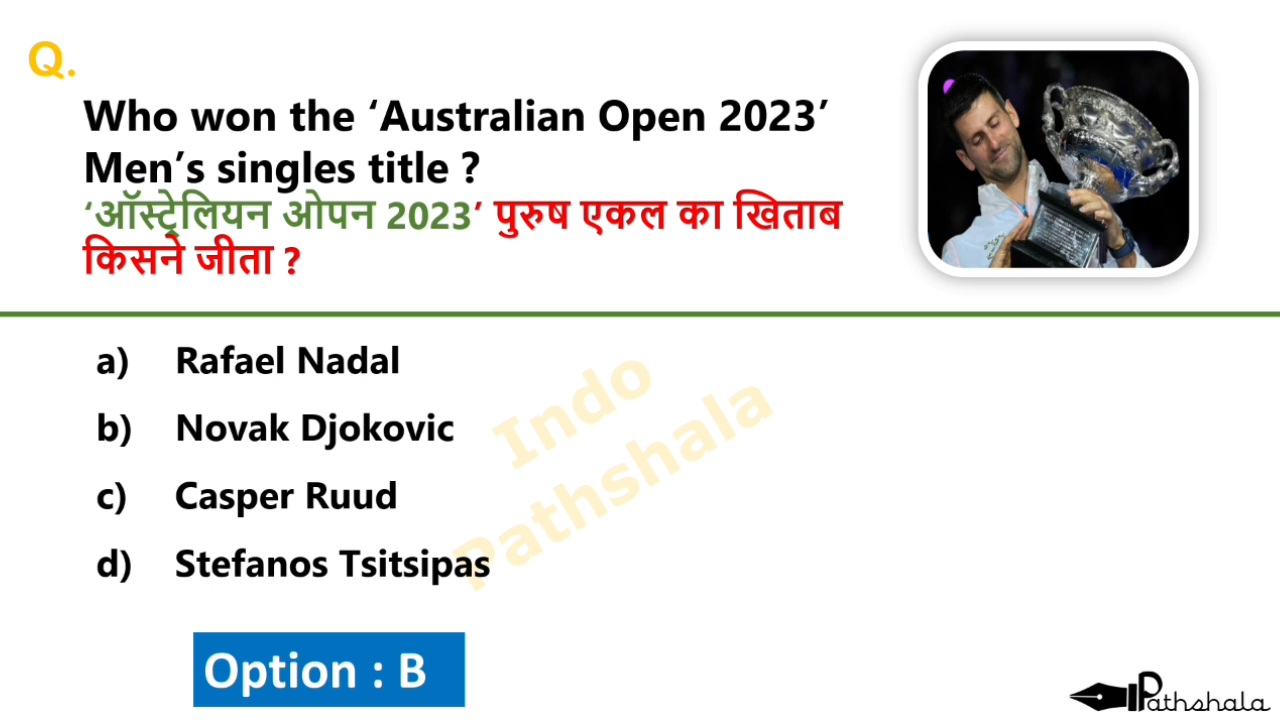 Q.
Who won the ‘Australian Open 2023’
Men’s singles title ?
‘ऑस्ट्रेलियन ओपन 2023’ पुरुष एकल का खिताब
किसने जीता ?
a) Rafael Nadal
b) Novak Djokovic
c) Casper Ruud
d) Stefanos Tsitsipas
Indo
Pathshala
Option : B
Pathshala